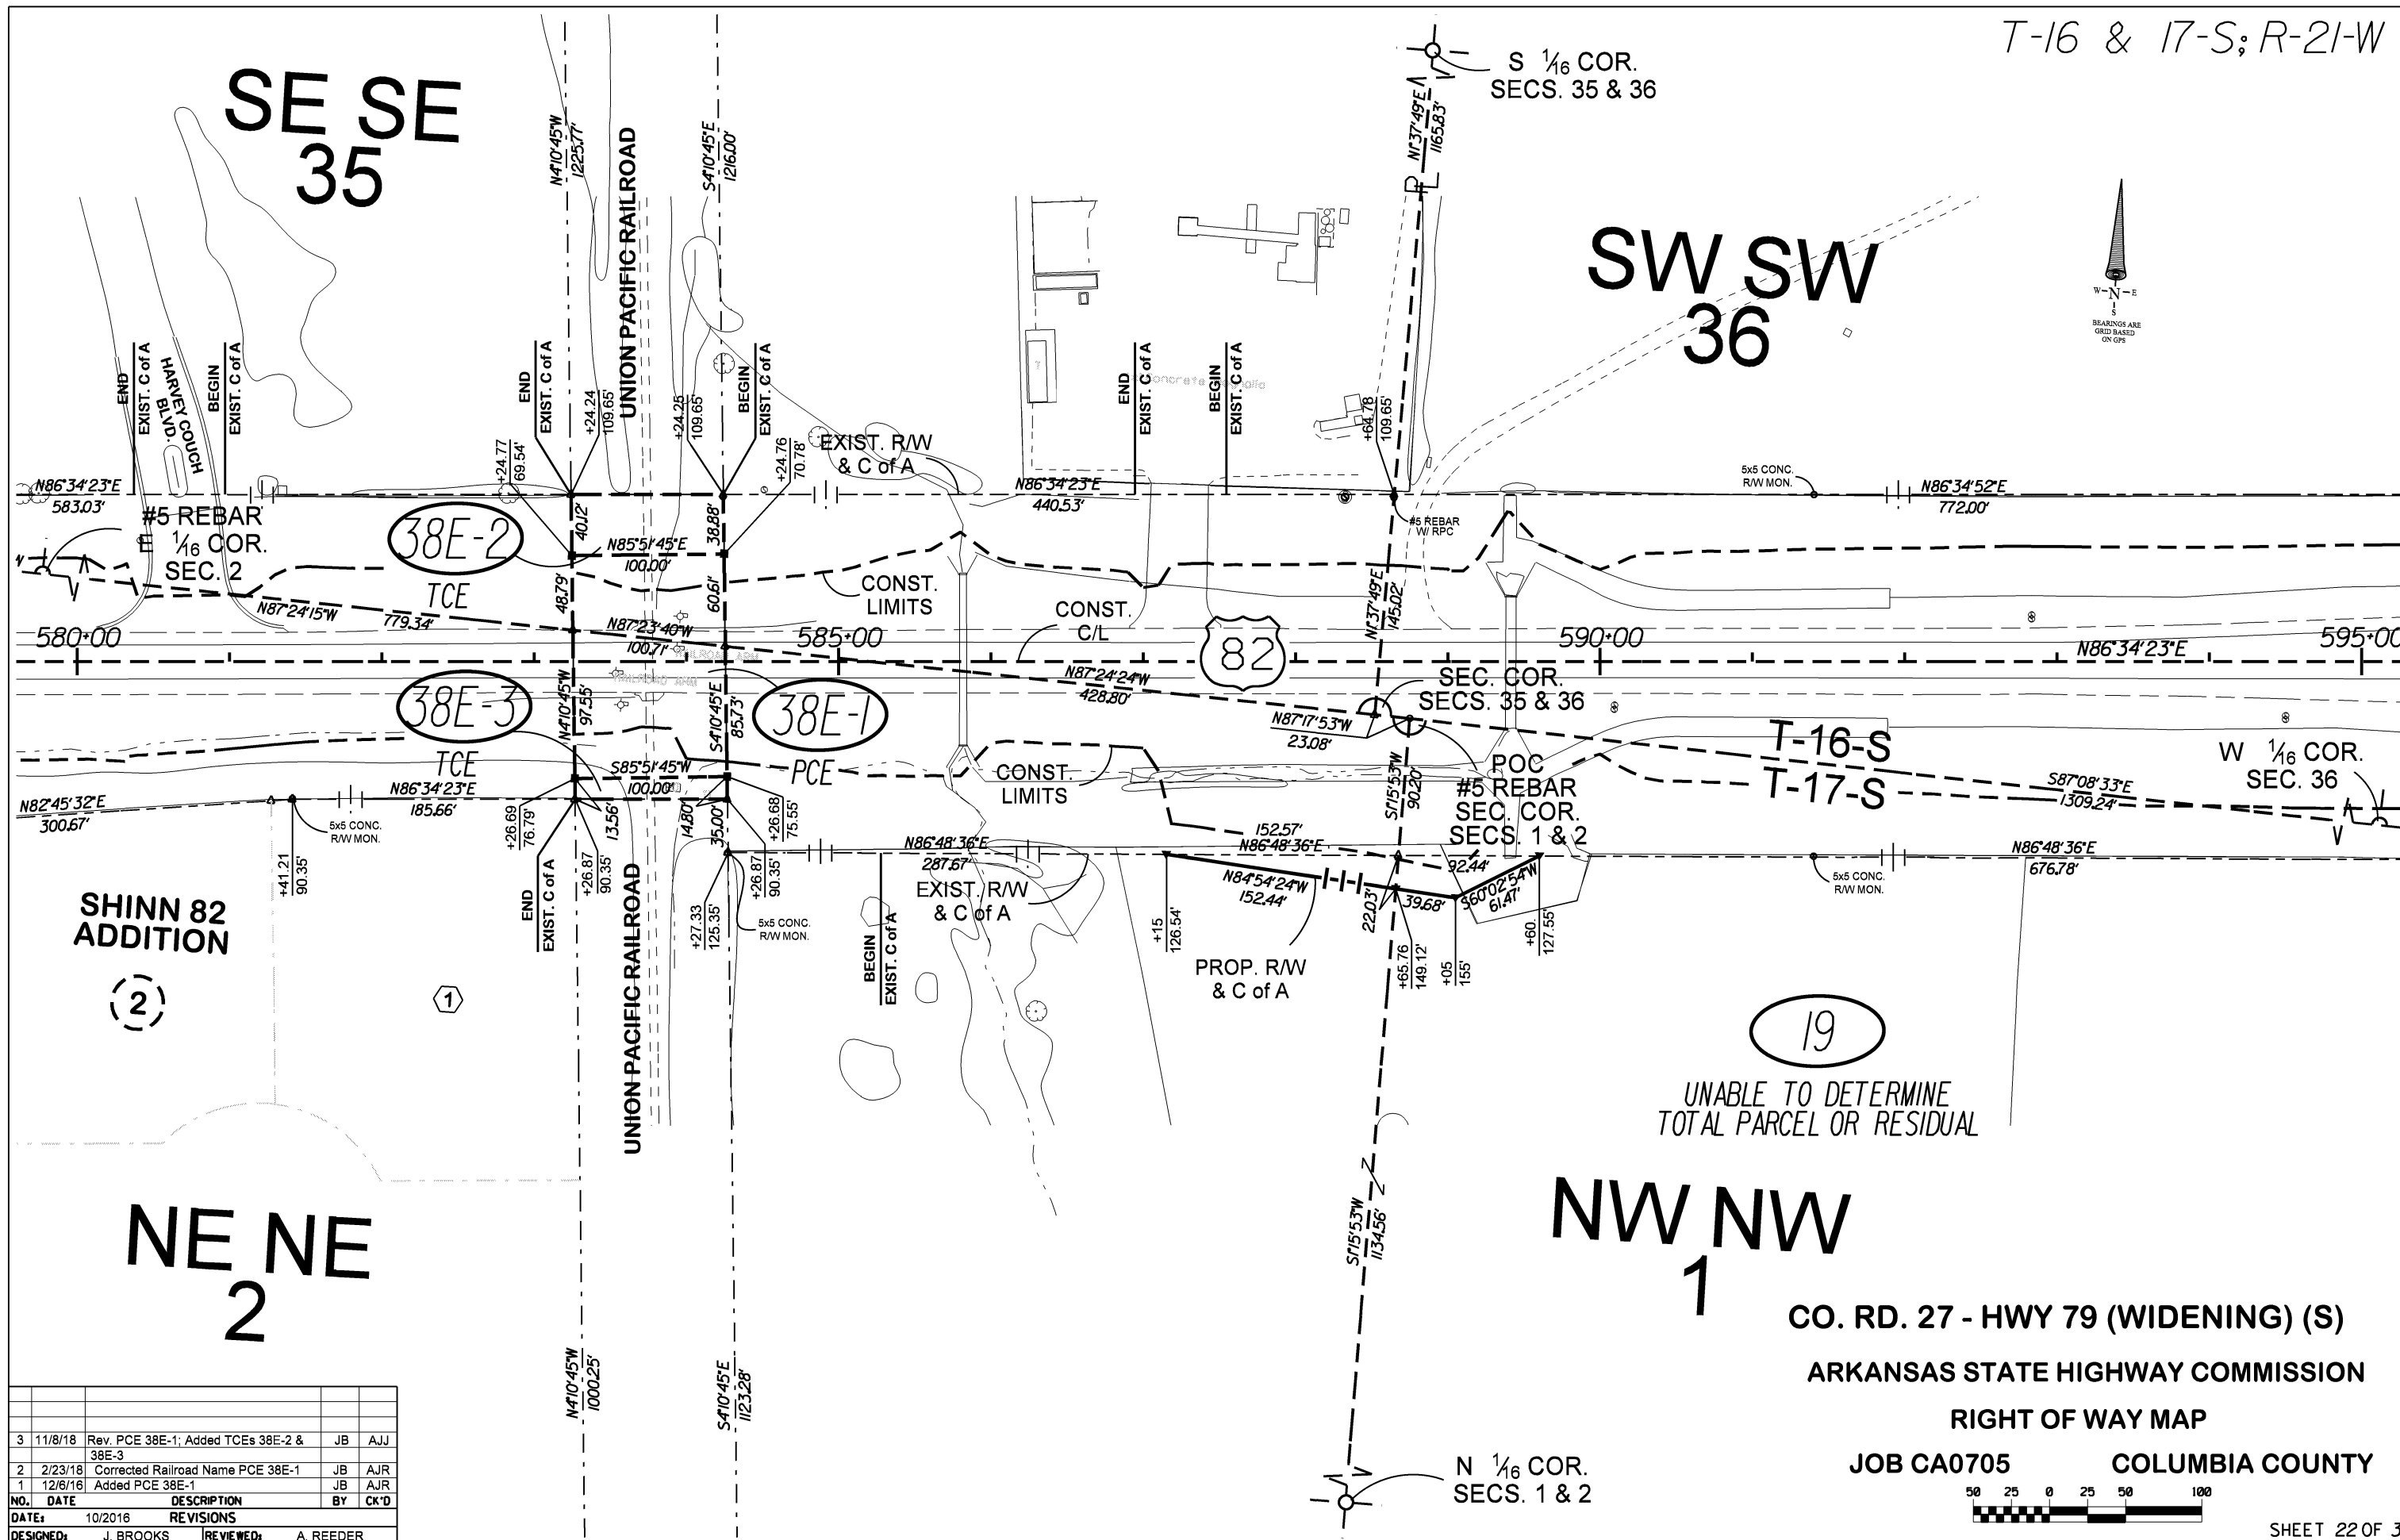 T-16 & 17-S; R-21-W
S 1/16 COR.
SECS. 35 & 36
SE SE
35
N4°10'45"W
1225.77'
UNION PACIFIC RAILROAD
S4°10'45"E
1216.00'
N1°37'49"E
1165.83'
PL
SW SW
36
W N E
S
BEARINGS ARE
GRID BASED
ON GPS
END
EXIST. C of A
HARVEY COUCH
BLVD.
BEGIN
EXIST. C of A
END
EXIST. C of A
+24.24
109.65'
+24.25
109.65'
BEGIN
EXIST. C of A
END
EXIST. C of A
BEGIN
EXIST. C of A
+64.78
109.65'
+24.77
69.54'
+24.76
70.78'
EXIST. R/W
& C of A
N86°34'23"E
583.03'
N86°34'23"E
440.53'
5x5 CONC.
R/W MON.
N86°34'52"E
772.00'
#5 REBAR
E 1/16 COR.
SEC. 2
38E-2
TCE
40.12'
38.88'
N85°51'45"E
100.00'
#5 REBAR
W/ RPC
48.79'
60.61'
CONST.
LIMITS
CONST.
C/L
N1°37'49"E
145.02'
N87°24'15"W
779.34'
N87°23'40"W
100.71'
580+00
585+00
82
590+00
595+00
N86°34'23"E
RAILROAD ARM
RAILROAD ARM
38E-3
TCE
N4°10'45"W
97.55'
S4°10'45"E
85.73'
38E-1
PCE
N87°24'24"W
428.80'
SEC. COR.
SECS. 35 & 36
N87°17'53"W
23.08'
S1°15'53"W
90.20'
POC
#5 REBAR
SEC. COR.
SECS. 1 & 2
T-16-S
T-17-S
S87°08'33"E
1309.24'
W 1/16 COR.
SEC. 36
N82°45'32"E
300.67'
N86°34'23"E
185.66'
5x5 CONC.
R/W MON.
S85°51'45"W
100.00'
CONST.
LIMITS
+26.69
76.79'
13.56'
14.80'
35.00'
+26.68
75.55'
+41.21
90.35'
END
EXIST. C of A
+26.87
90.35'
+26.87
90.35'
+27.33
125.35'
5x5 CONC.
R/W MON.
N86°48'36"E
287.67'
EXIST. R/W
& C of A
BEGIN
EXIST. C of A
152.57'
N86°48'36"E
92.44'
N84°54'24"W
152.44'
22.03'
39.68'
S60°02'54"W
61.47'
+15
126.54'
+65.76
149.12'
+05
155'
+60.
127.55'
PROP. R/W
& C of A
5x5 CONC.
R/W MON.
N86°48'36"E
676.78'
SHINN 82
ADDITION
2
1
UNION PACIFIC RAILROAD
19
UNABLE TO DETERMINE
TOTAL PARCEL OR RESIDUAL
NE NE
2
NW NW
1
S1°15'53"W
1134.56'
N4°10'45"W
1000.25'
S4°10'45"E
1123.28'
N 1/16 COR.
SECS. 1 & 2
CO. RD. 27 - HWY 79 (WIDENING) (S)
ARKANSAS STATE HIGHWAY COMMISSION
RIGHT OF WAY MAP
JOB CA0705 COLUMBIA COUNTY
50 25 0 25 50 100
SHEET 22 OF 3
3 11/8/18 Rev. PCE 38E-1; Added TCEs 38E-2 & JB AJJ
38E-3
2 2/23/18 Corrected Railroad Name PCE 38E-1 JB AJR
1 12/6/16 Added PCE 38E-1 JB AJR
NO. DATE DESCRIPTION BY CK'D
DATE: 10/2016 REVISIONS
DESIGNED: J. BROOKS REVIEWED: A. REEDER